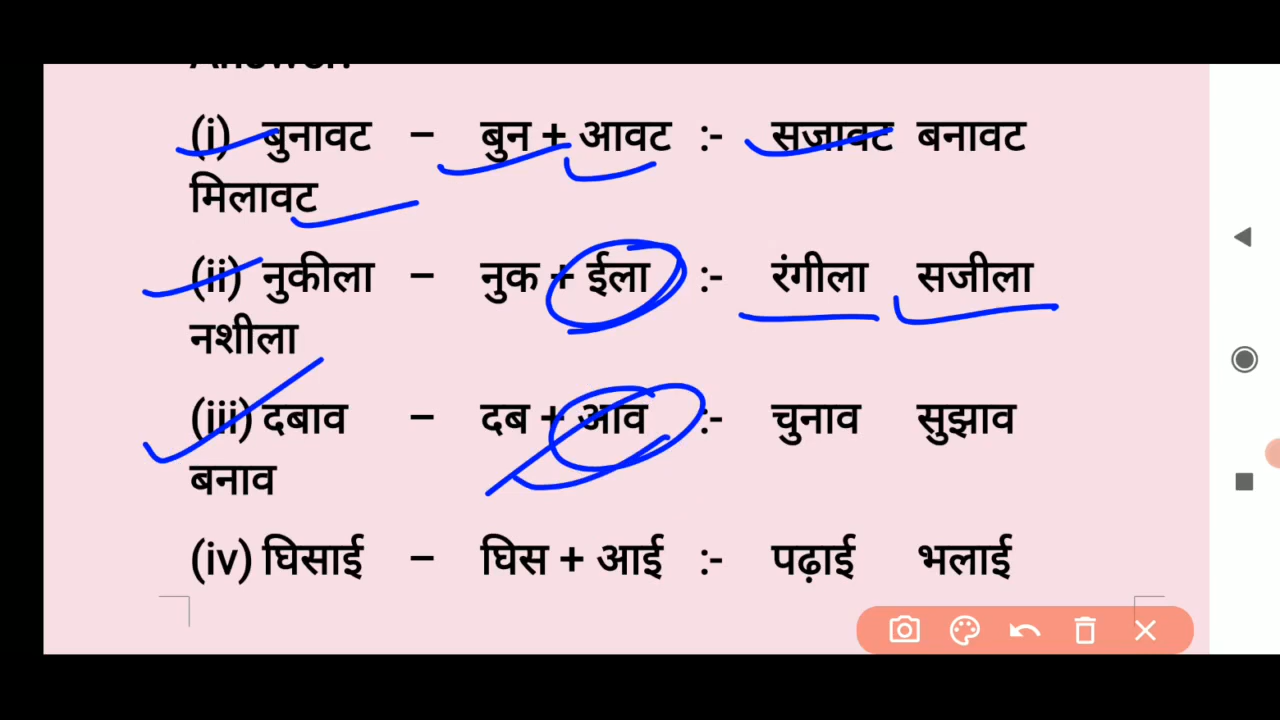 Answer:
(i) बुनावट – बुन + आवट :- सजावट बनावट
मिलावट
(ii) नुकीला – नुक + ईला :- रंगीला सजीला
नशीला
(iii) दबाव – दब + आव :- चुनाव सुझाव
बनाव
(iv) घिसाई – घिस + आई :- पढ़ाई भलाई